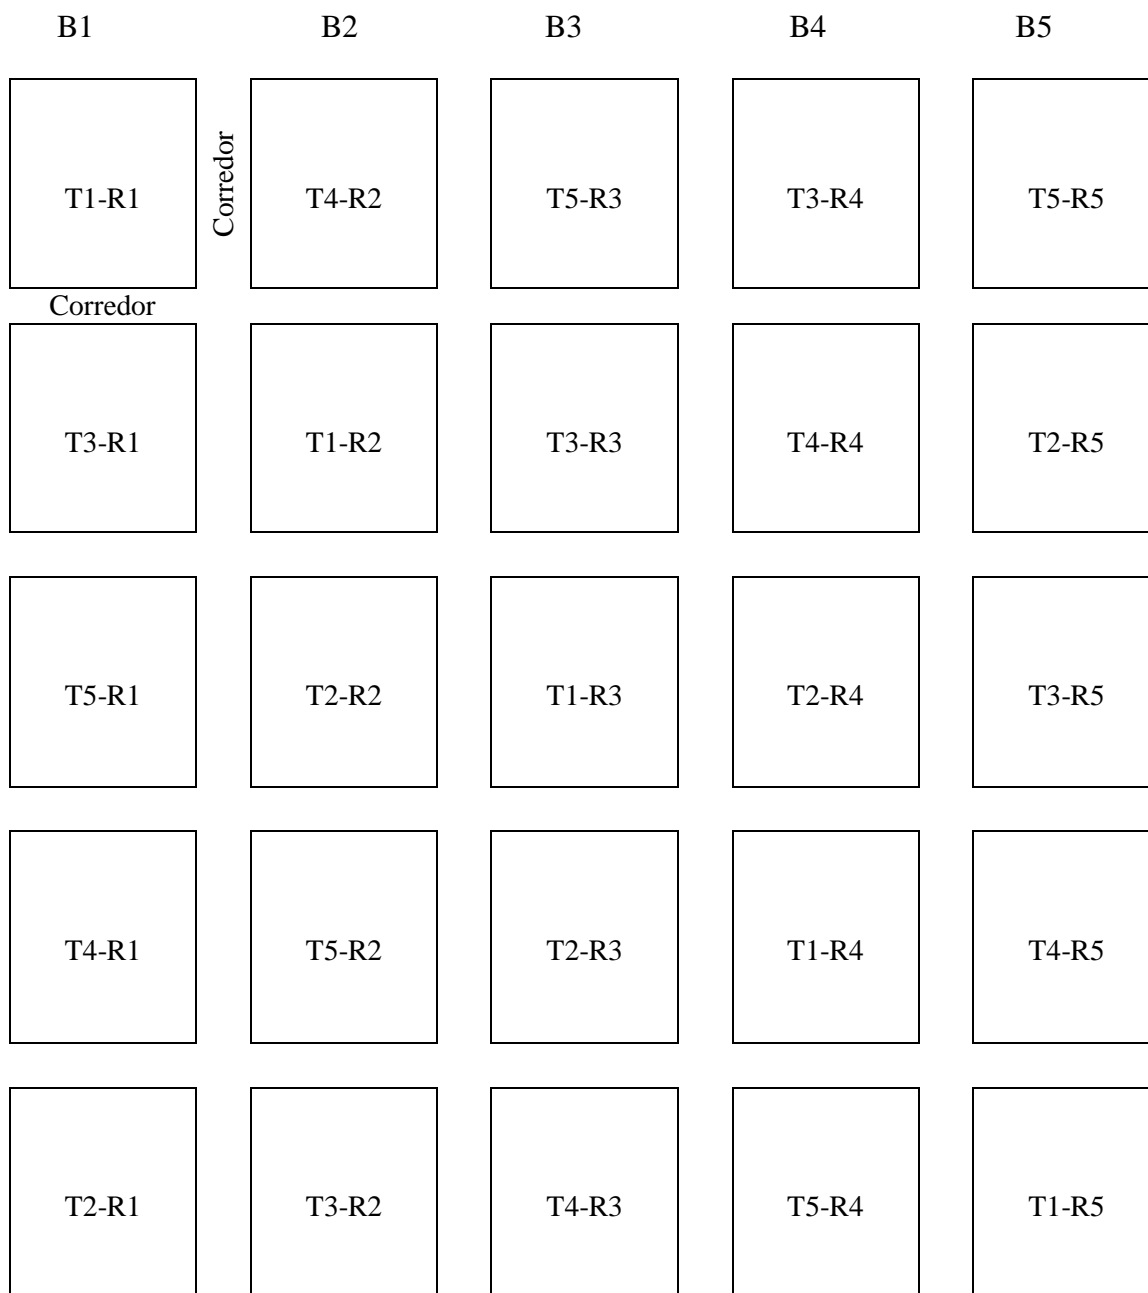 B1 B2 B3 B4 B5
T1-R1 Corredor T4-R2 T5-R3 T3-R4 T5-R5
Corredor
T3-R1 T1-R2 T3-R3 T4-R4 T2-R5
T5-R1 T2-R2 T1-R3 T2-R4 T3-R5
T4-R1 T5-R2 T2-R3 T1-R4 T4-R5
T2-R1 T3-R2 T4-R3 T5-R4 T1-R5